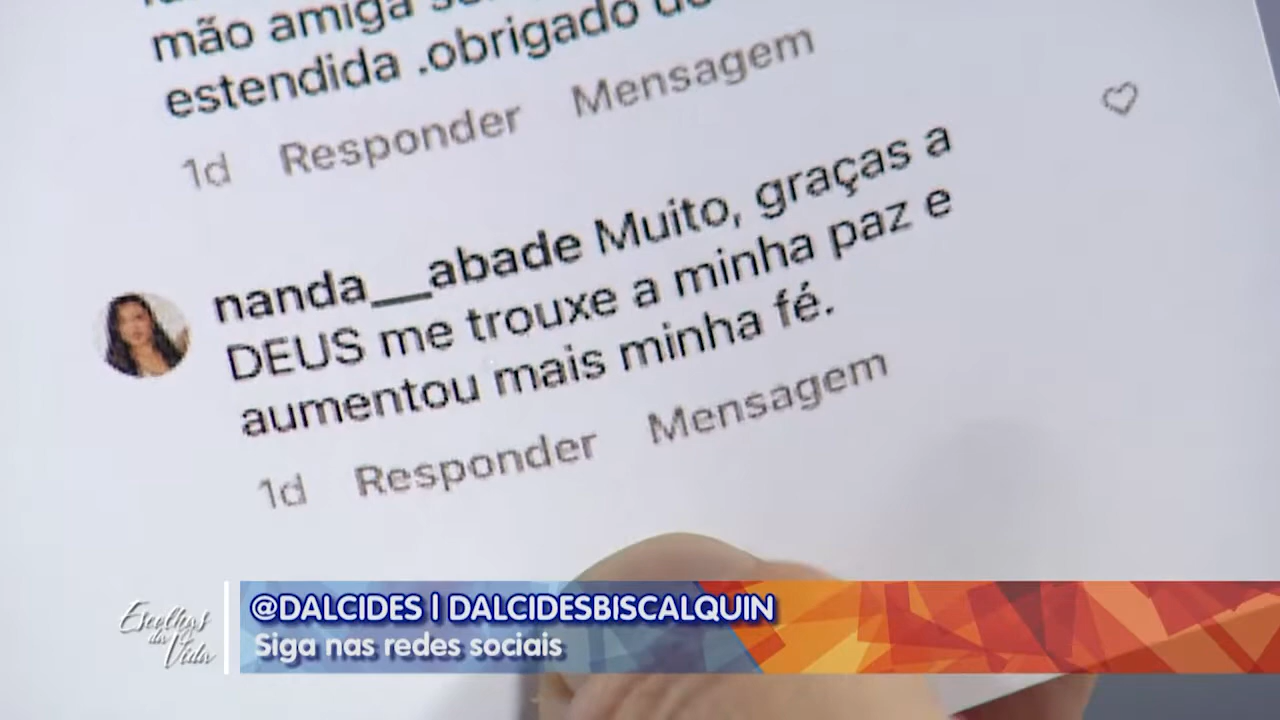 mão amiga
estendida .obrigado
1d Responder Mensagem
nanda__abade Muito, graças a
DEUS me trouxe a minha paz e
aumentou mais minha fé.
1d Responder Mensagem
Escolhas
da
Vida
@DALCIDES | DALCIDESBISCALQUIN
Siga nas redes sociais